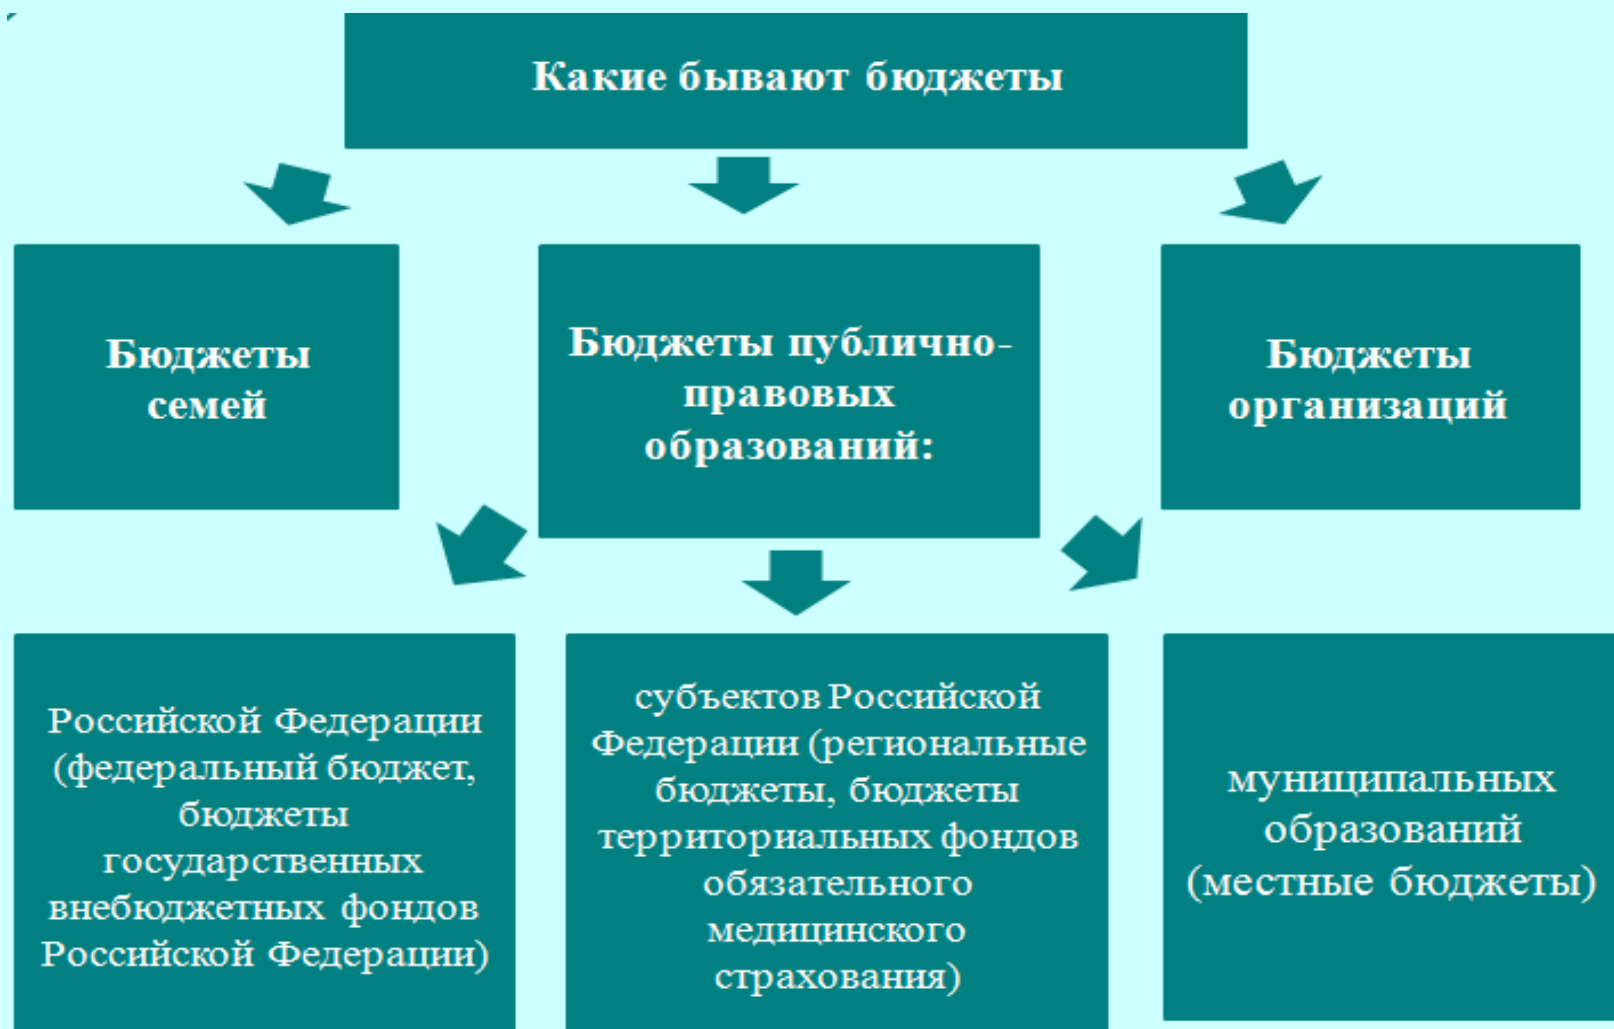 Какие бывают бюджеты
Бюджеты
семей
Бюджеты публично-
правовых
образований:
Бюджеты
организаций
Российской Федерации
(федеральный бюджет,
бюджеты
государственных
внебюджетных фондов
Российской Федерации)
субъектов Российской
Федерации (региональные
бюджеты, бюджеты
территориальных фондов
обязательного
медицинского
страхования)
муниципальных
образований
(местные бюджеты)